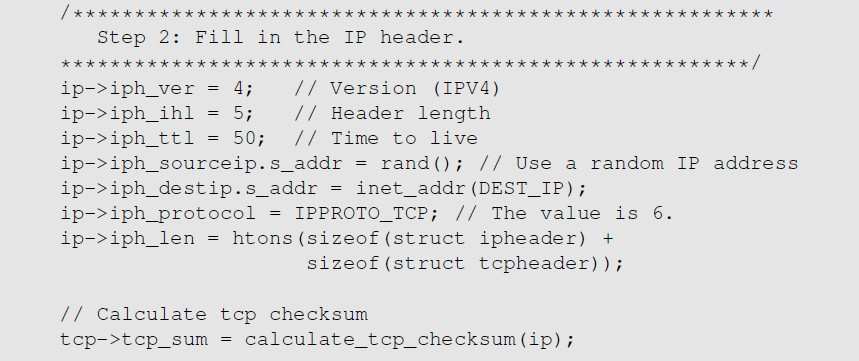 /**********************************************************
Step 2: Fill in the IP header.
*********************************************************/
ip->iph_ver = 4;   // Version (IPV4)
ip->iph_ihl = 5;   // Header length
ip->iph_ttl = 50;  // Time to live
ip->iph_sourceip.s_addr = rand(); // Use a random IP address
ip->iph_destip.s_addr = inet_addr(DEST_IP);
ip->iph_protocol = IPPROTO_TCP; // The value is 6.
ip->iph_len = htons(sizeof(struct ipheader) +
sizeof(struct tcpheader));
// Calculate tcp checksum
tcp->tcp_sum = calculate_tcp_checksum(ip);